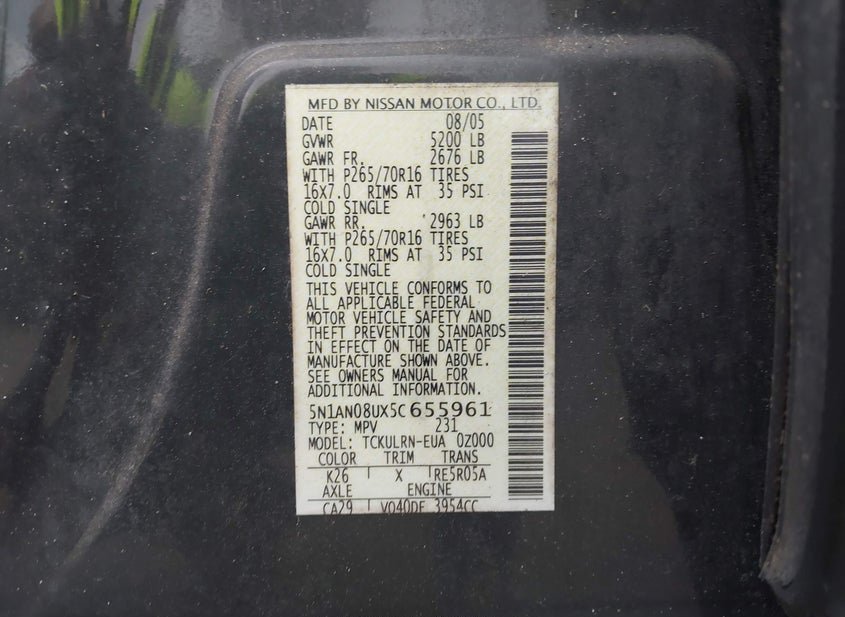 MFD BY NISSAN MOTOR CO., LTD.
DATE 08/05
GVWR 5200 LB
GAWR FR. 2676 LB
WITH P265/70R16 TIRES
16X7.0 RIMS AT 35 PSI
COLD SINGLE
GAWR RR. 2963 LB
WITH P265/70R16 TIRES
16X7.0 RIMS AT 35 PSI
COLD SINGLE
THIS VEHICLE CONFORMS TO
ALL APPLICABLE FEDERAL
MOTOR VEHICLE SAFETY AND
THEFT PREVENTION STANDARDS
IN EFFECT ON THE DATE OF
MANUFACTURE SHOWN ABOVE.
SEE OWNERS MANUAL FOR
ADDITIONAL INFORMATION.
5N1AN08UX5C655961
TYPE: MPV 231
MODEL: TCKULRN-EUA 0Z000
COLOR TRIM TRANS
K26 X RE5R05A
AXLE ENGINE
CA29 VQ40DE 3954CC